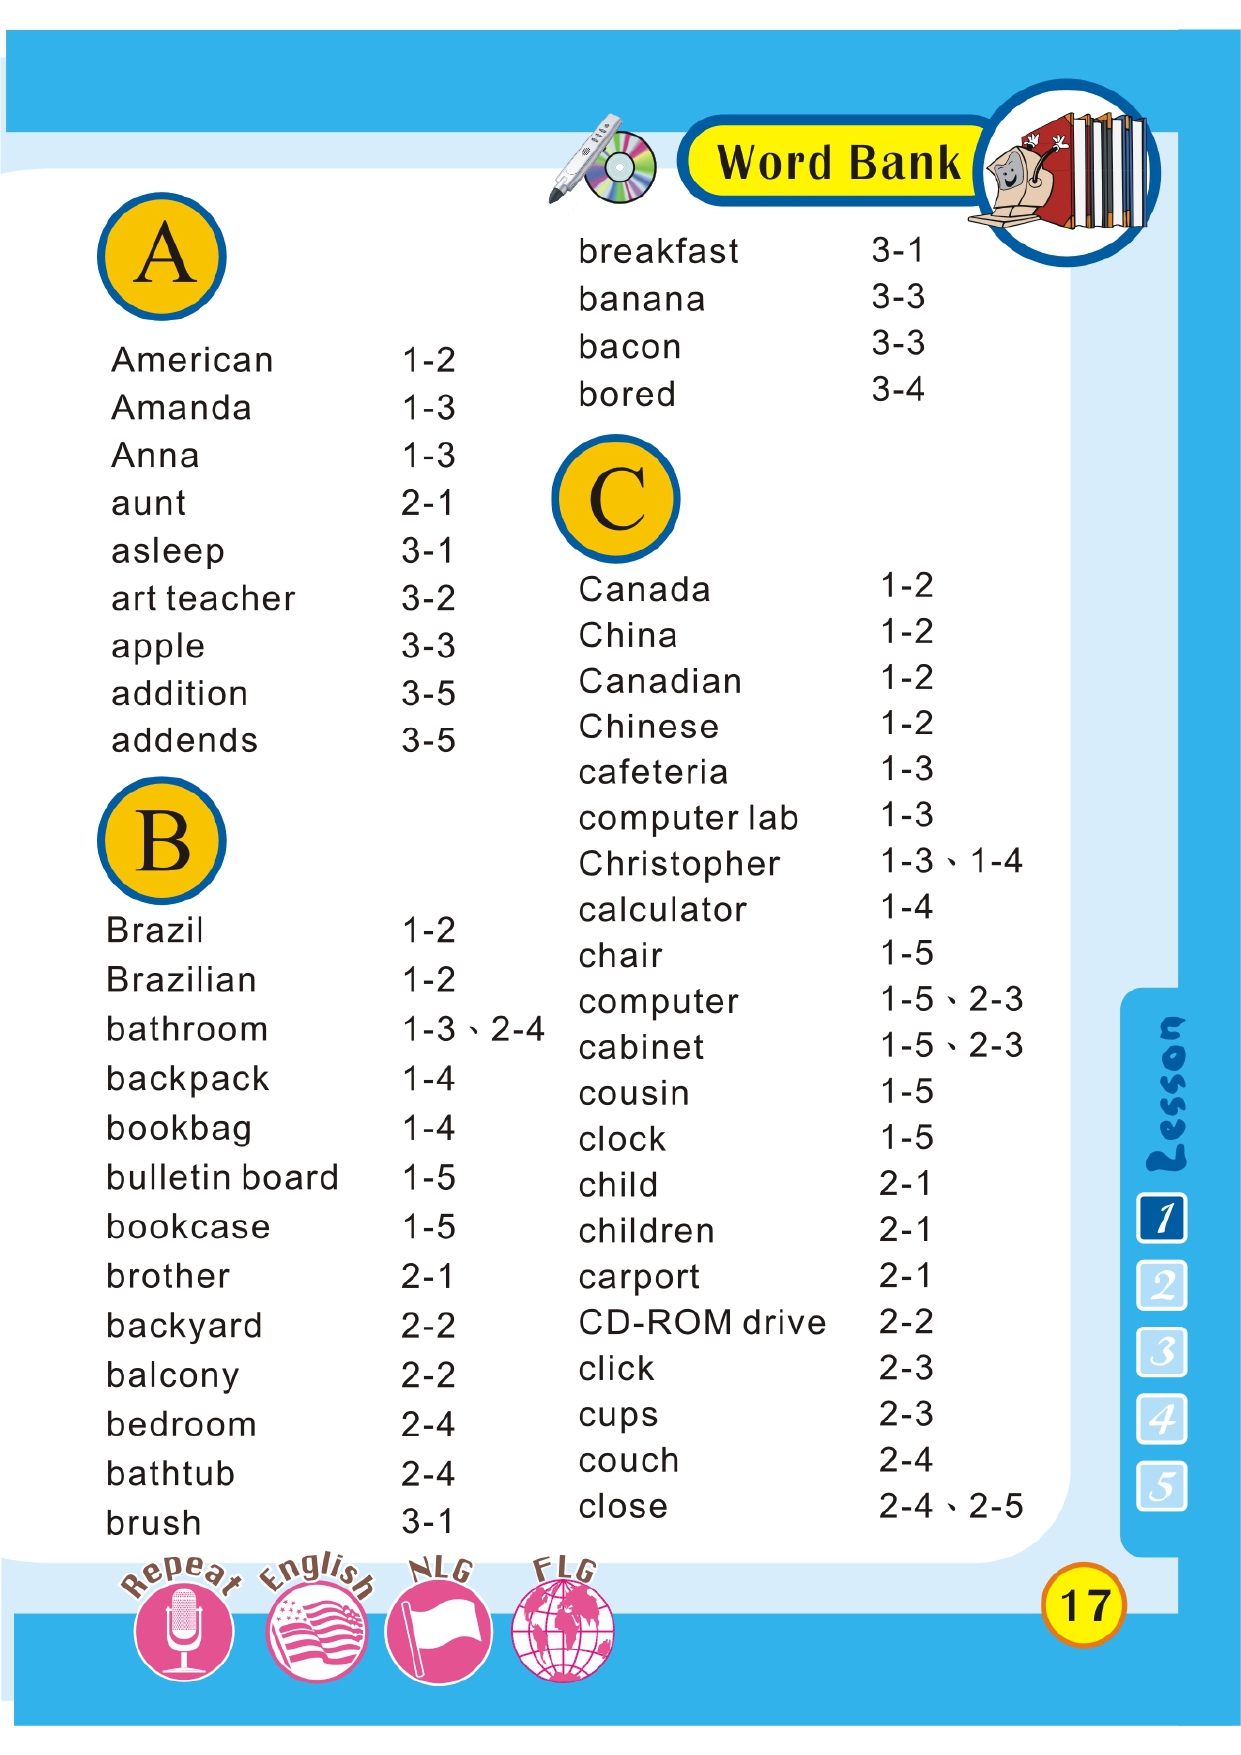 Word Bank
A
American 1-2
Amanda 1-3
Anna 1-3
aunt 2-1
asleep 3-1
art teacher 3-2
apple 3-3
addition 3-5
addends 3-5
B
Brazil 1-2
Brazilian 1-2
bathroom 1-3、2-4
backpack 1-4
bookbag 1-4
bulletin board 1-5
bookcase 1-5
brother 2-1
backyard 2-2
balcony 2-2
bedroom 2-4
bathtub 2-4
brush 3-1
breakfast 3-1
banana 3-3
bacon 3-3
bored 3-4
C
Canada 1-2
China 1-2
Canadian 1-2
Chinese 1-2
cafeteria 1-3
computer lab 1-3
Christopher 1-3、1-4
calculator 1-4
chair 1-5
computer 1-5、2-3
cabinet 1-5、2-3
cousin 1-5
clock 1-5
child 2-1
children 2-1
carport 2-1
CD-ROM drive 2-2
click 2-3
cups 2-3
couch 2-4
close 2-4、2-5
Lesson
1
2
3
4
5
Repeat English NLG FLG
17